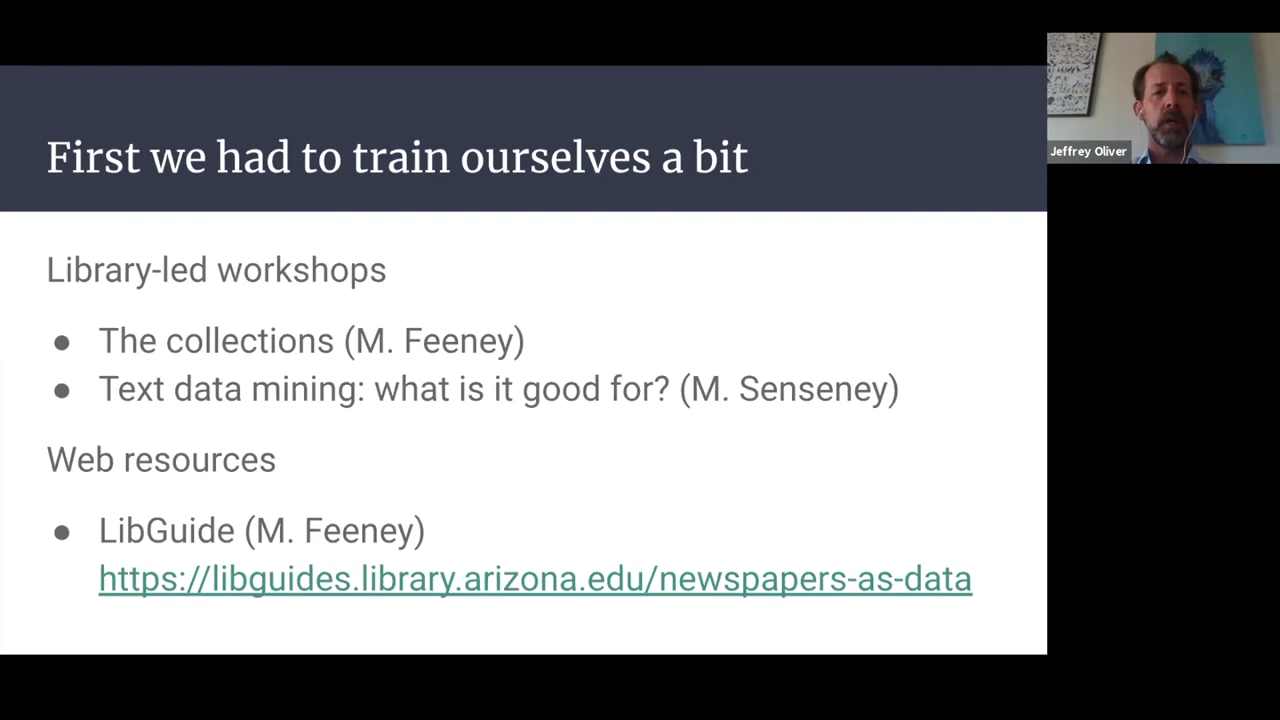 First we had to train ourselves a bit
Jeffrey Oliver
Library-led workshops
● The collections (M. Feeney)
● Text data mining: what is it good for? (M. Senseney)
Web resources
● LibGuide (M. Feeney)
https://libguides.library.arizona.edu/newspapers-as-data